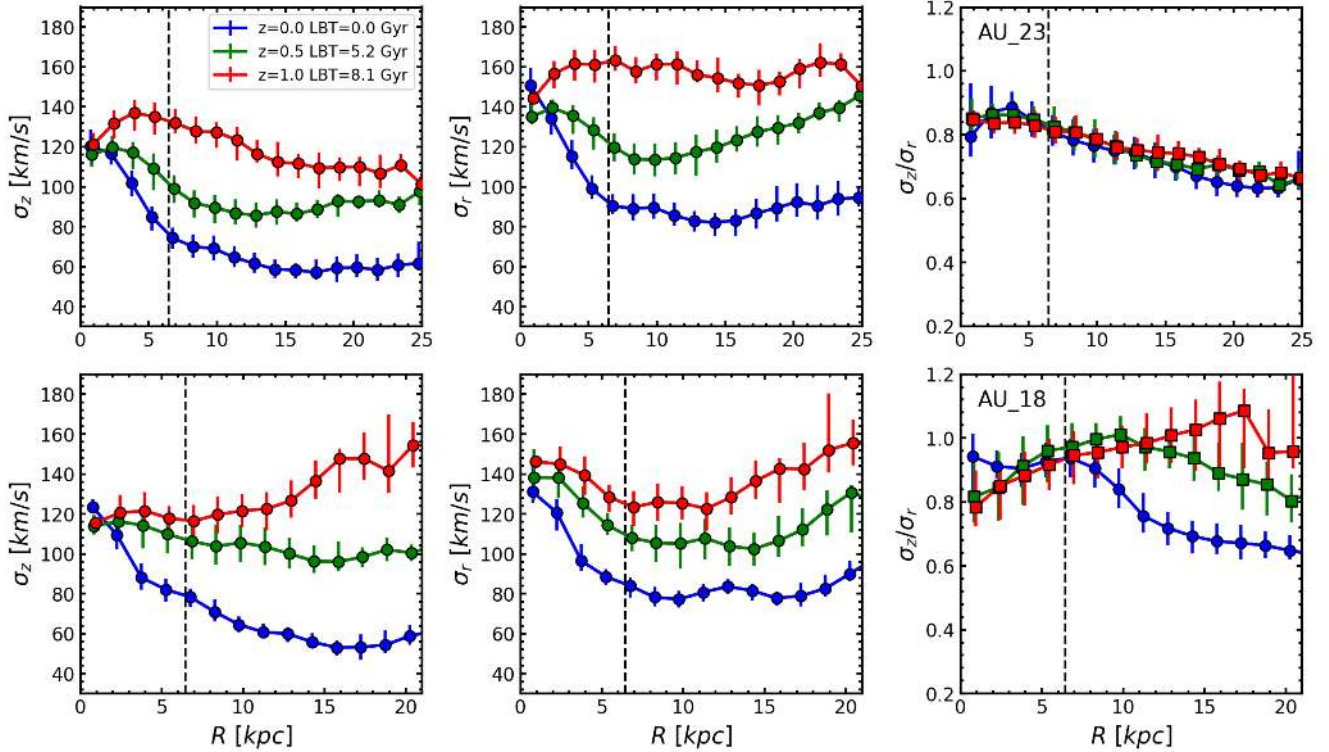 180
160
140
120
100
80
60
40
σz [km/s]
z=0.0 LBT=0.0 Gyr
z=0.5 LBT=5.2 Gyr
z=1.0 LBT=8.1 Gyr
0 5 10 15 20 25
180
160
140
120
100
80
60
40
σr [km/s]
0 5 10 15 20 25
1.2
1.0
0.8
0.6
0.4
0.2
σz/σr
AU_23
0 5 10 15 20 25
180
160
140
120
100
80
60
40
σz [km/s]
0 5 10 15 20
R [kpc]
180
160
140
120
100
80
60
40
σr [km/s]
0 5 10 15 20
R [kpc]
1.2
1.0
0.8
0.6
0.4
0.2
σz/σr
AU_18
0 5 10 15 20
R [kpc]